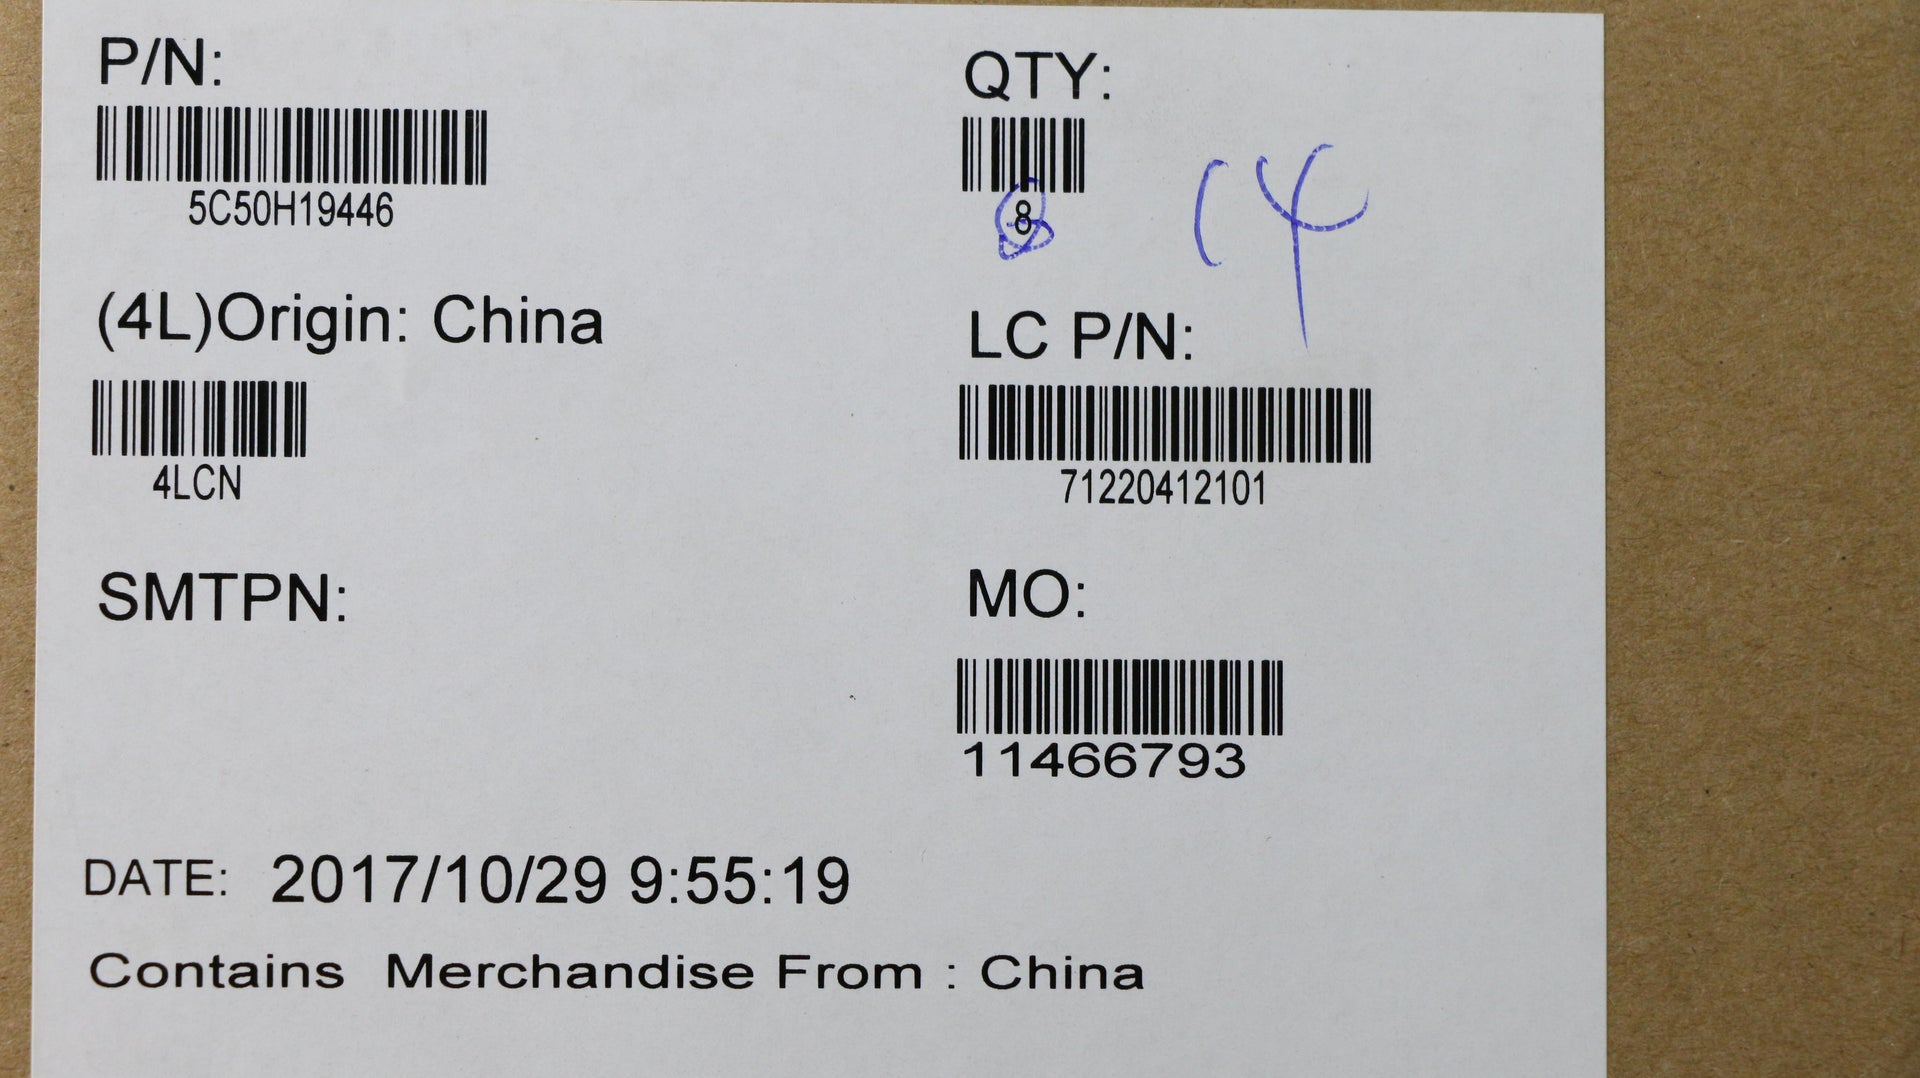 P/N:
5C50H19446
QTY:
8
14
(4L)Origin: China
4LCN
LC P/N:
71220412101
SMTPN:
MO:
11466793
DATE: 2017/10/29 9:55:19
Contains Merchandise From : China